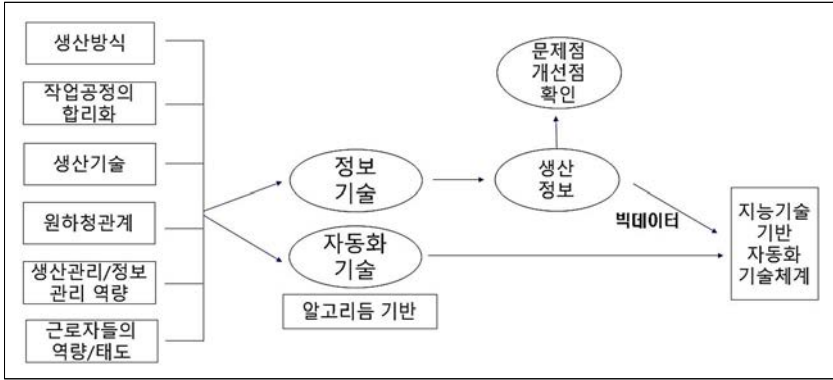 생산방식
작업공정의
합리화
생산기술
원하청관계
생산관리/정보
관리 역량
근로자들의
역량/태도
정보
기술
자동화
기술
알고리듬 기반
문제점
개선점
확인
생산
정보
빅데이터
지능기술
기반
자동화
기술체계